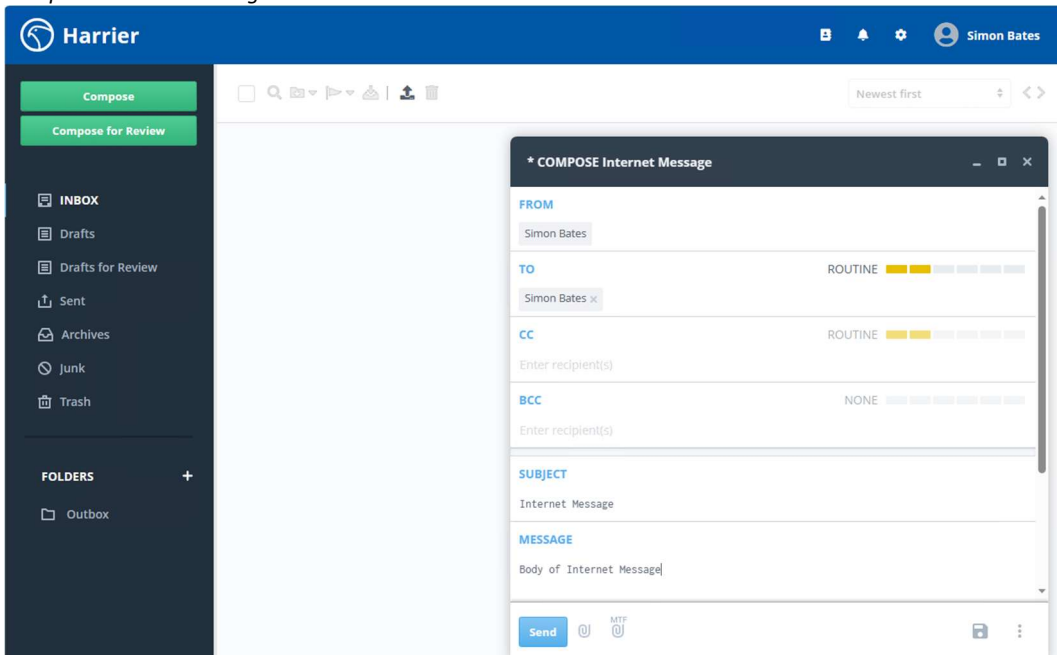 Harrier
Simon Bates
Compose
Newest first
Compose for Review
* COMPOSE Internet Message
INBOX
FROM
Drafts
Simon Bates
Drafts for Review
TO
ROUTINE
Sent
Simon Bates ×
Archives
CC
ROUTINE
Junk
Enter recipient(s)
Trash
BCC
NONE
Enter recipient(s)
FOLDERS +
SUBJECT
Outbox
Internet Message
MESSAGE
Body of Internet Message
Send
MTF